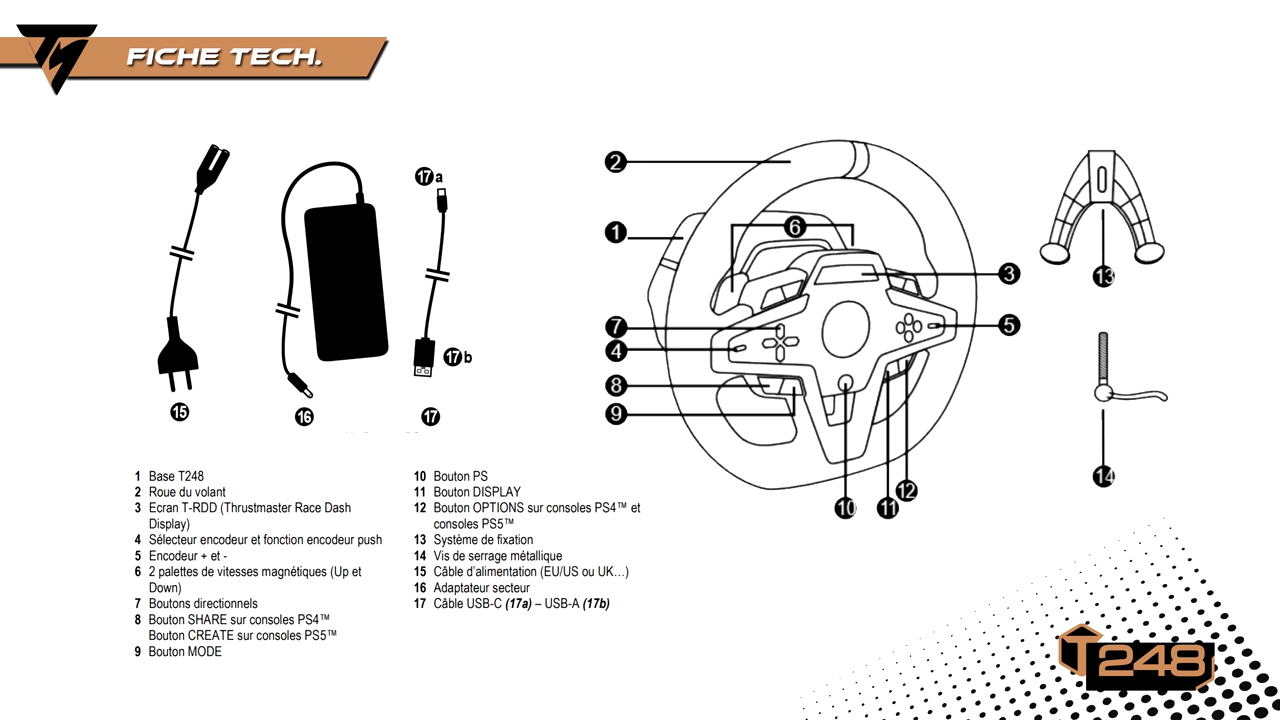 FICHE TECH.
17a
2
6
1
3
15
5
7
4
17b
8
9
15
16
17
13
14
12
10
11
1 Base T248
2 Roue du volant
3 Ecran T-RDD (Thrustmaster Race Dash
Display)
4 Sélecteur encodeur et fonction encodeur push
5 Encodeur + et -
6 2 palettes de vitesses magnétiques (Up et
Down)
7 Boutons directionnels
8 Bouton SHARE sur consoles PS4™
Bouton CREATE sur consoles PS5™
9 Bouton MODE
10 Bouton PS
11 Bouton DISPLAY
12 Bouton OPTIONS sur consoles PS4™ et
consoles PS5™
13 Système de fixation
14 Vis de serrage métallique
15 Câble d'alimentation (EU/US ou UK…)
16 Adaptateur secteur
17 Câble USB-C (17a) – USB-A (17b)
T248